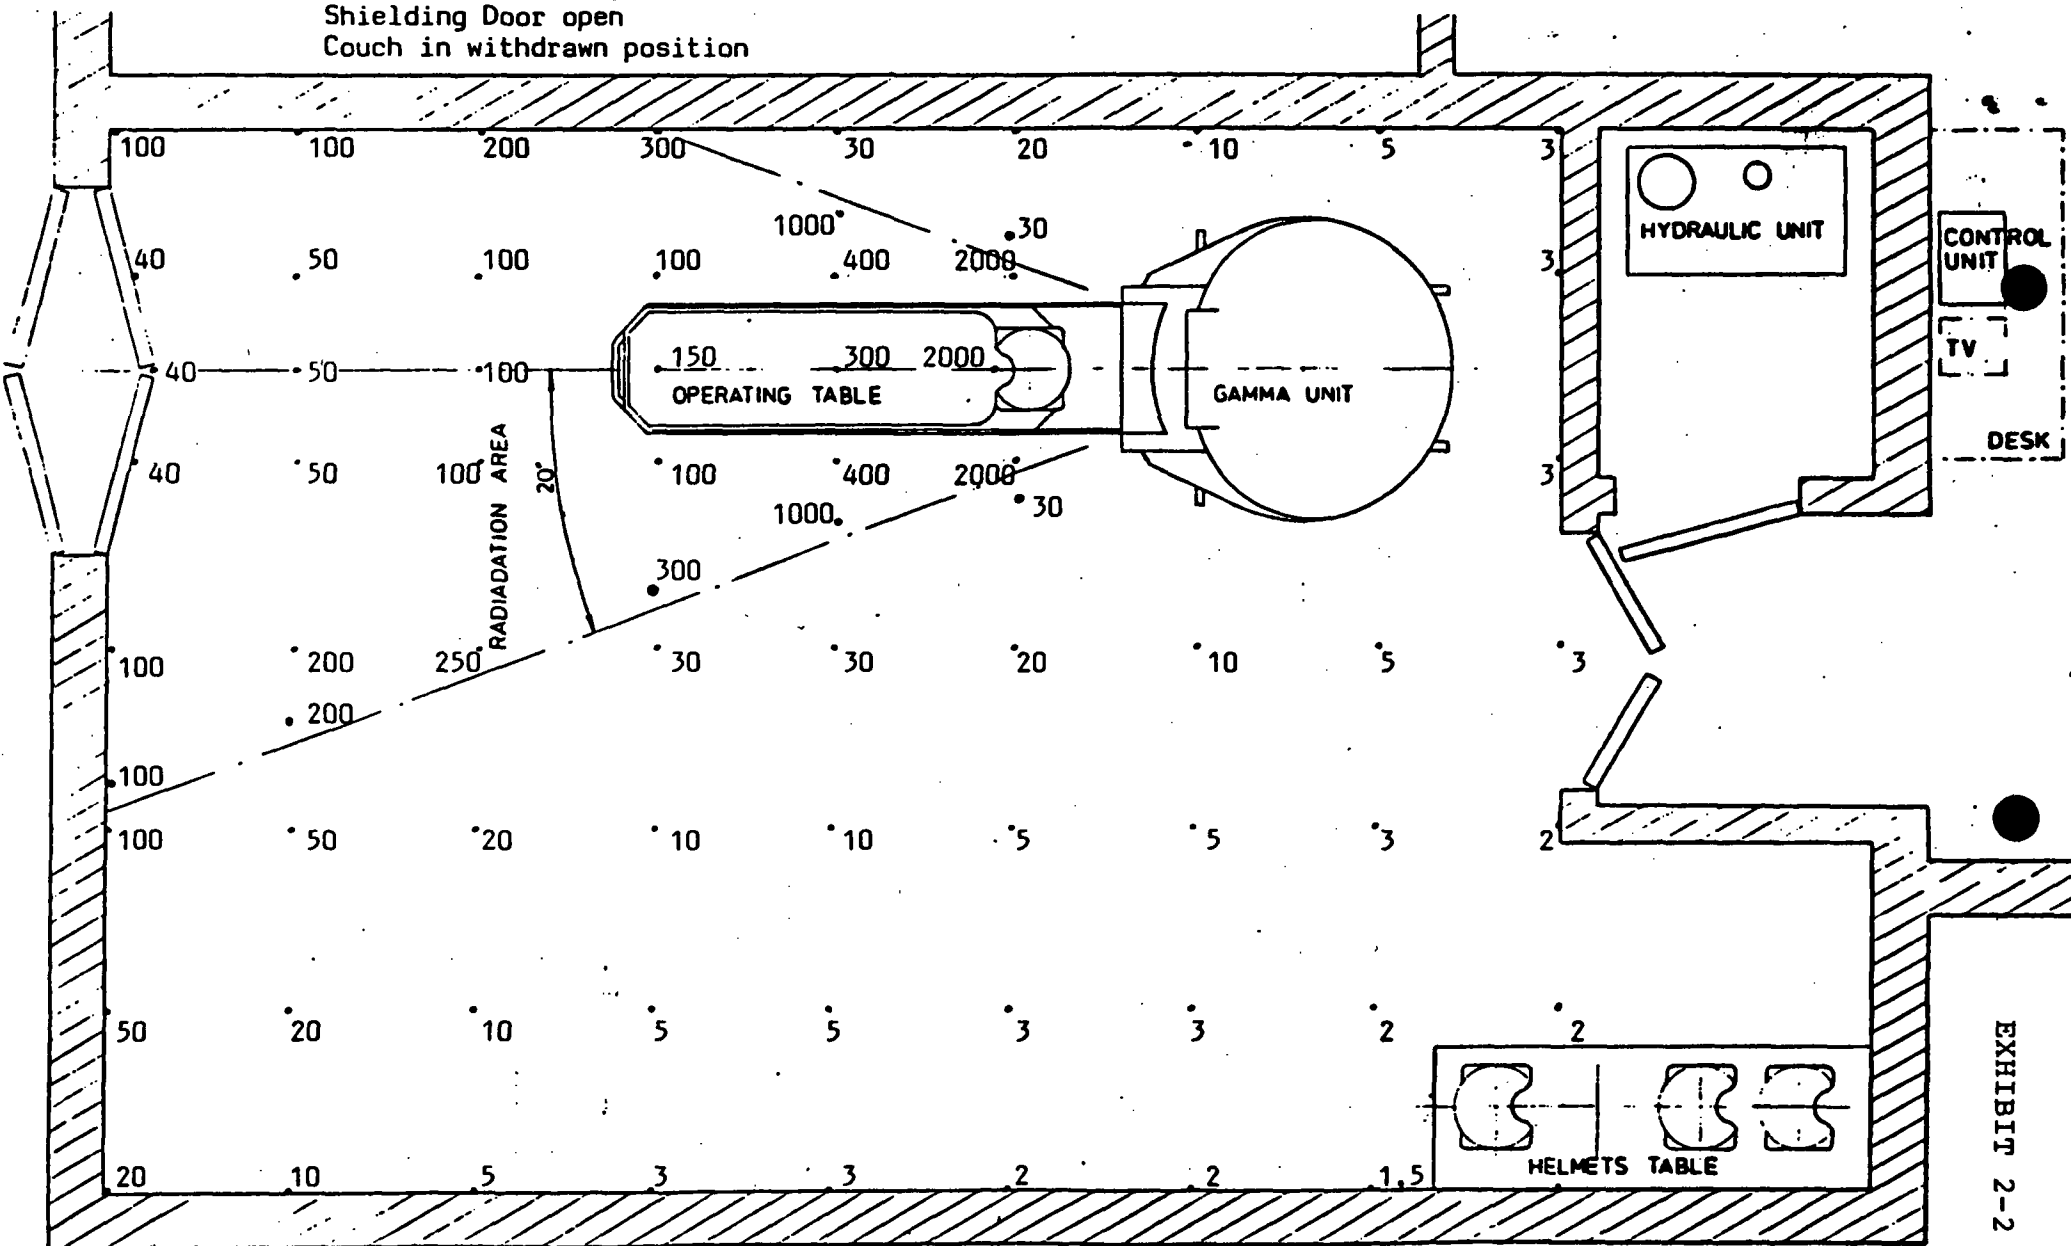 Shielding Door open
Couch in withdrawn position
100 100 200 300 30 20 10 5 3
HYDRAULIC UNIT
1000 30
CONTROL
UNIT
40 50 100 100 400 2000 3
TV
40 50 100 150 300 2000
OPERATING TABLE
GAMMA UNIT
DESK
40 50 100 100 400 2000 3
RADIADATION AREA
20°
1000 30
300
100 200 250 30 30 20 10 5 3
200
100
100 50 20 10 10 5 5 3 2
50 20 10 5 5 3 3 2 2
20 10 5 3 3 2 2 1,5
HELMETS TABLE
EXHIBIT 2-2